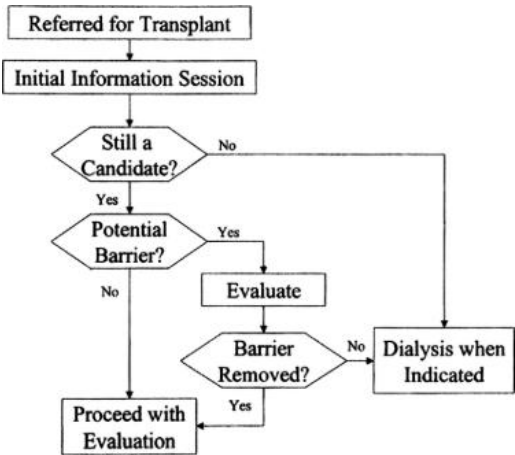 Referred for Transplant
Initial Information Session
Still a
Candidate?
No
Yes
Potential
Barrier?
Yes
No
Evaluate
Barrier
Removed?
No
Dialysis when
Indicated
Yes
Proceed with
Evaluation